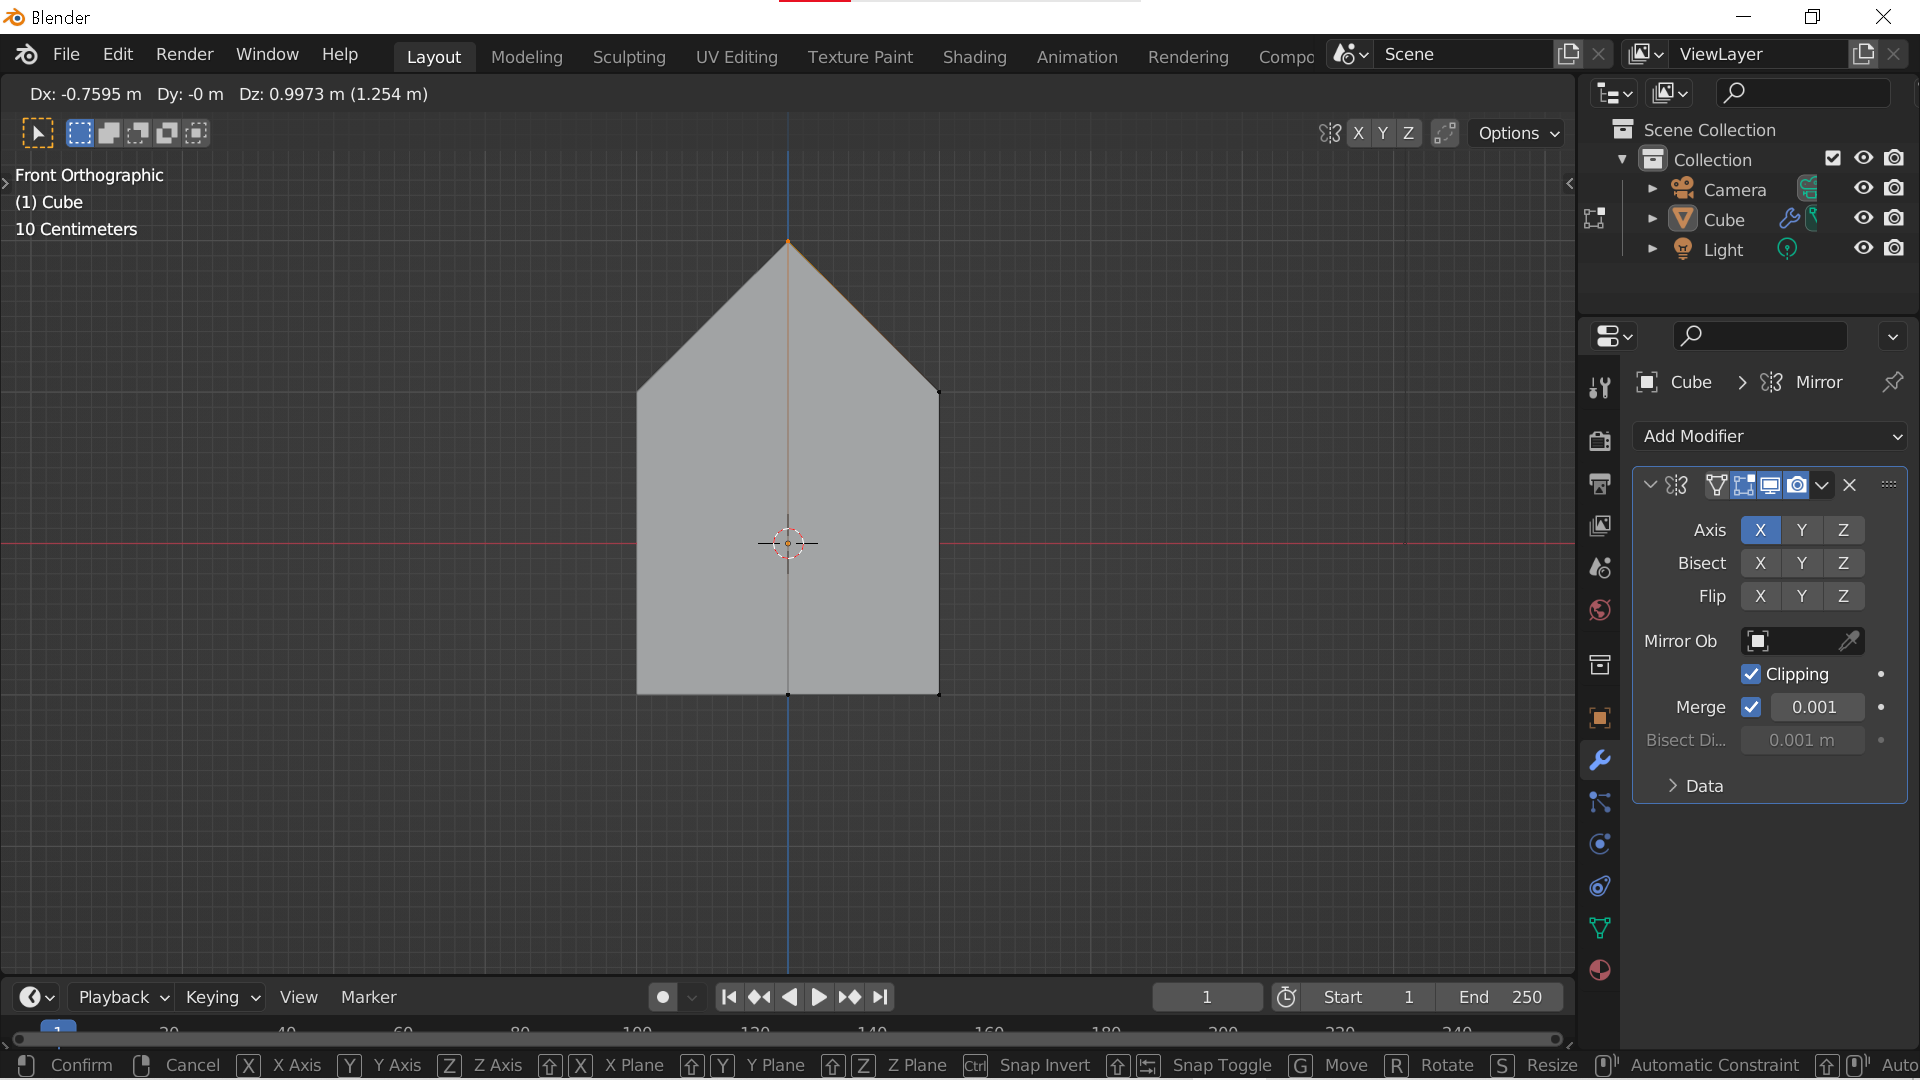 Blender
File Edit Render Window Help Layout Modeling Sculpting UV Editing Texture Paint Shading Animation Rendering Compo Scene ViewLayer
Dx: -0.7595 m Dy: -0 m Dz: 0.9973 m (1.254 m)
X Y Z Options
Front Orthographic
(1) Cube
10 Centimeters
Scene Collection
Collection
Camera
Cube
Light
Cube > Mirror
Add Modifier
Axis X Y Z
Bisect X Y Z
Flip X Y Z
Mirror Ob
Clipping
Merge 0.001
Bisect Di... 0.001 m
Data
Playback Keying View Marker 1 Start 1 End 250
1 20 40 60 80 100 120 140 160 180 200 220 240
Confirm Cancel X X Axis Y Y Axis Z Z Axis X X Plane Y Y Plane Z Z Plane Ctrl Snap Invert Snap Toggle G Move R Rotate S Resize Automatic Constraint Auto